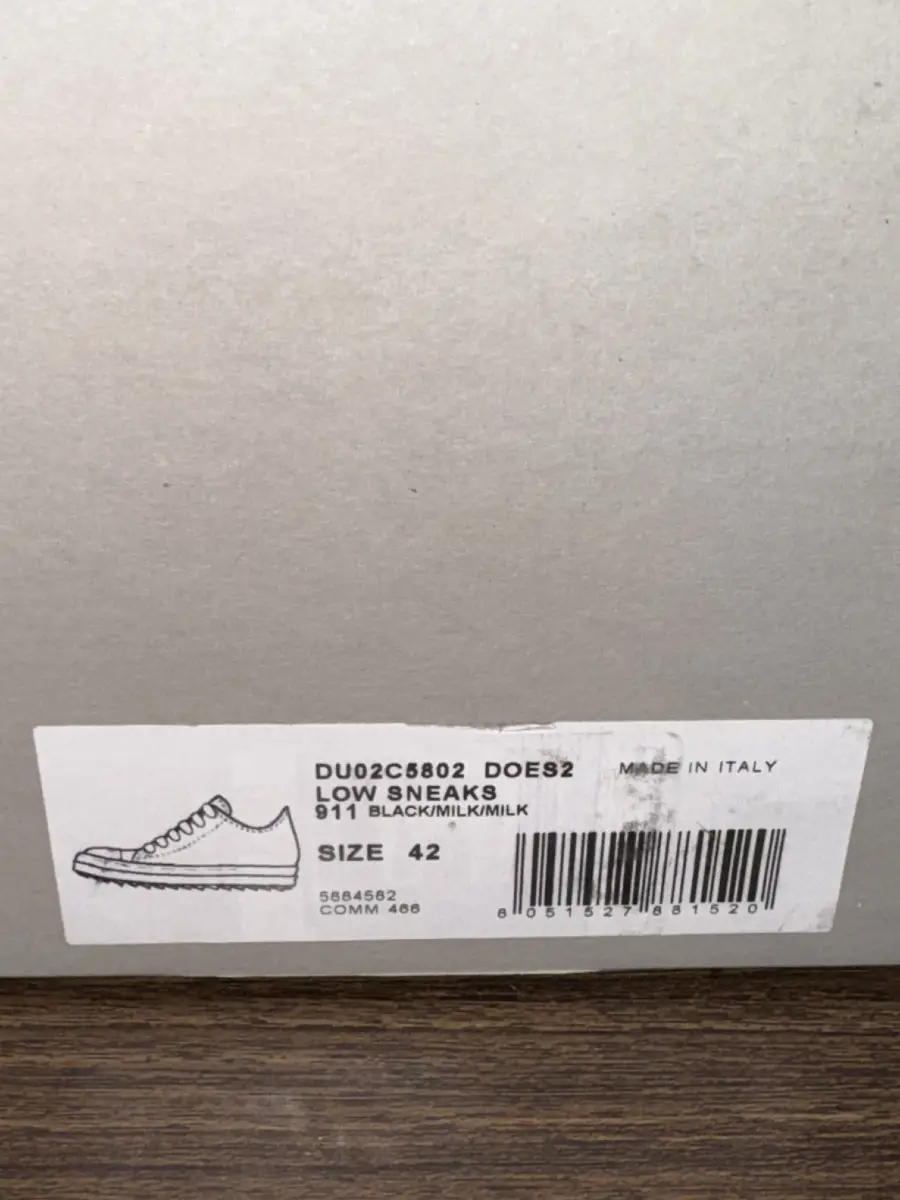 DU02C5802 DOES2 MADE IN ITALY
LOW SNEAKS
911 BLACK/MILK/MILK
SIZE 42
5884582
COMM 466
8 051527 881520